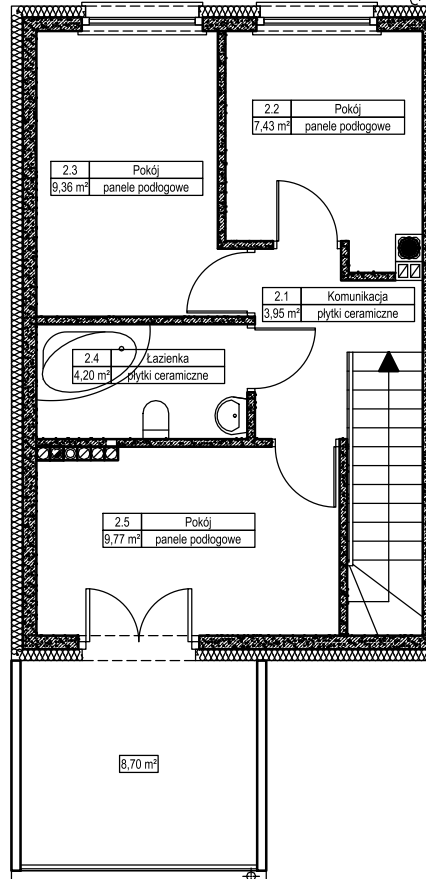 2.2 Pokój
7,43 m² panele podłogowe
2.3 Pokój
9,36 m² panele podłogowe
2.1 Komunikacja
3,95 m² płytki ceramiczne
2.4 Łazienka
4,20 m² płytki ceramiczne
2.5 Pokój
9,77 m² panele podłogowe
8,70 m²